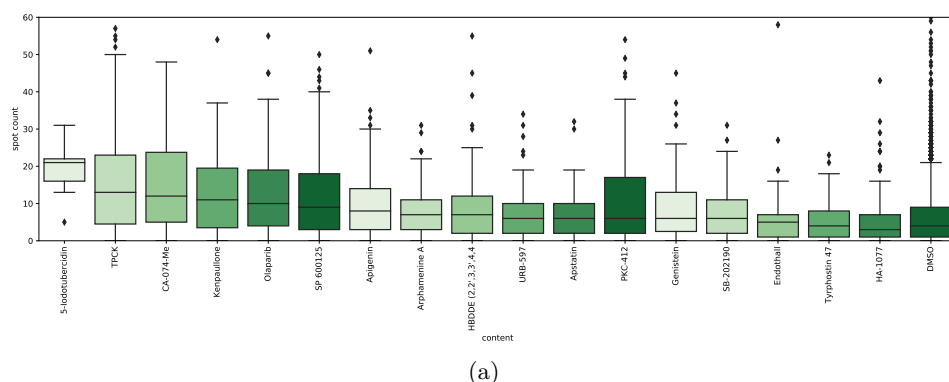 60
50
40
30
20
10
0
spot count
5-Iodotubercidin
TPCK
CA-074-Me
Kenpaullone
Olaparib
SP 600125
Apigenin
Arphamenine A
HBDDE (2,2',3,3',4,4
URB-597
Apstatin
PKC-412
Genistein
SB-202190
Endothall
Tyrphostin 47
HA-1077
DMSO
content
(a)